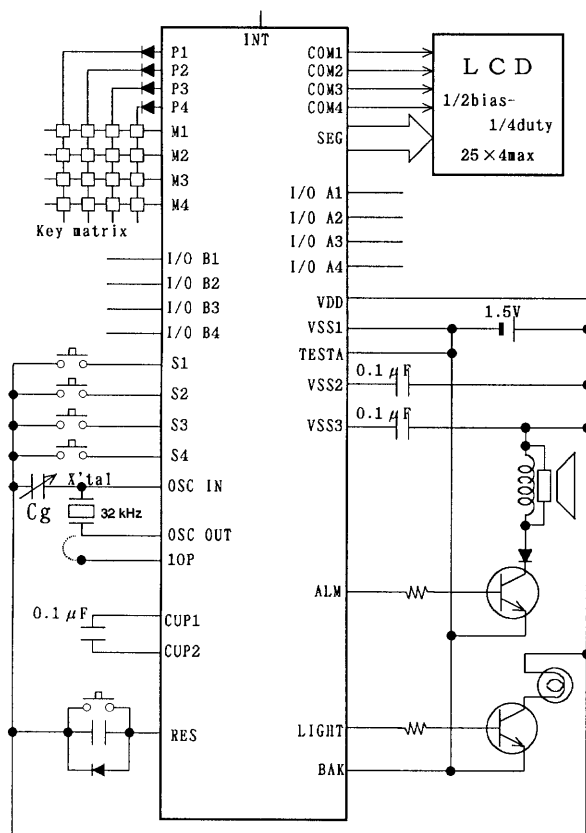 INT
P1
P2
P3
P4
M1
M2
M3
M4
Key matrix
I/O B1
I/O B2
I/O B3
I/O B4
S1
S2
S3
S4
OSC IN
X'tal
Cg
32 kHz
OSC OUT
10P
0.1 μF
CUP1
CUP2
RES
COM1
COM2
COM3
COM4
SEG
LCD
1/2bias-
1/4duty
25×4max
I/O A1
I/O A2
I/O A3
I/O A4
VDD
1.5V
VSS1
TESTA
0.1 μF
VSS2
0.1 μF
VSS3
ALM
LIGHT
BAK